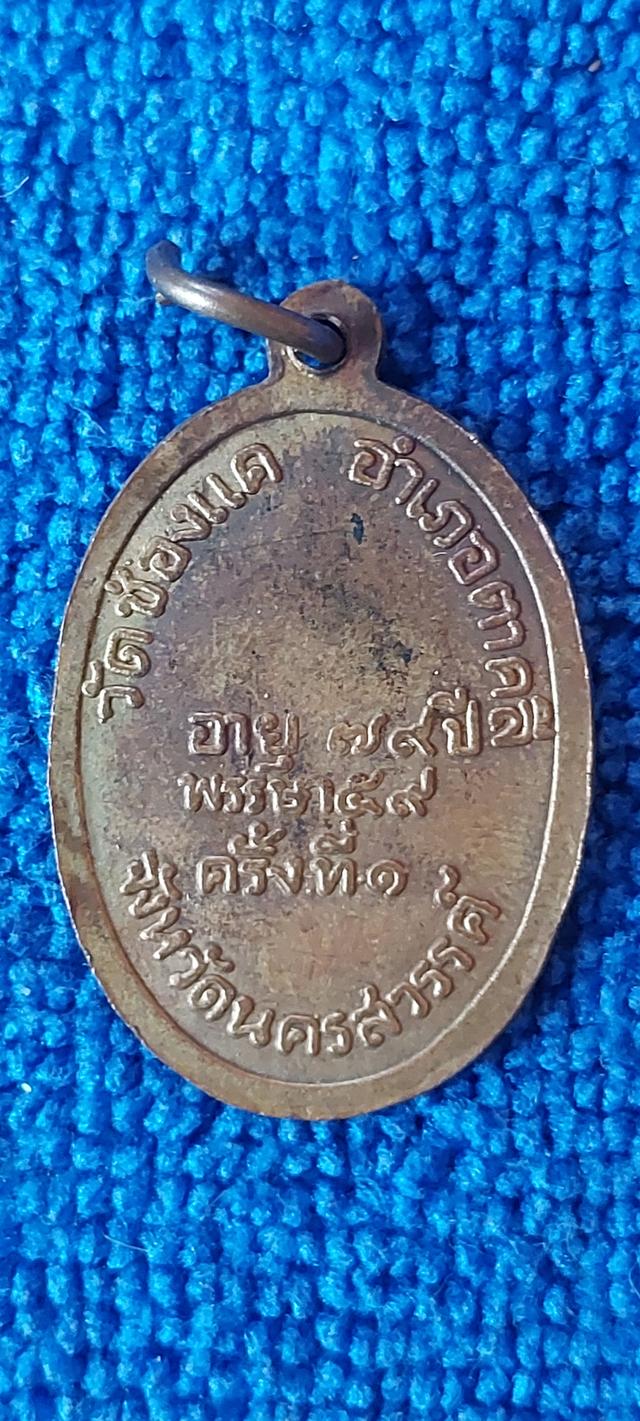 วัดช่องแค อำเภอตาคลี
อายุ ๗๙ปี
พรรษา๕๙
ครั้งที่๑
จังหวัดนครสวรรค์